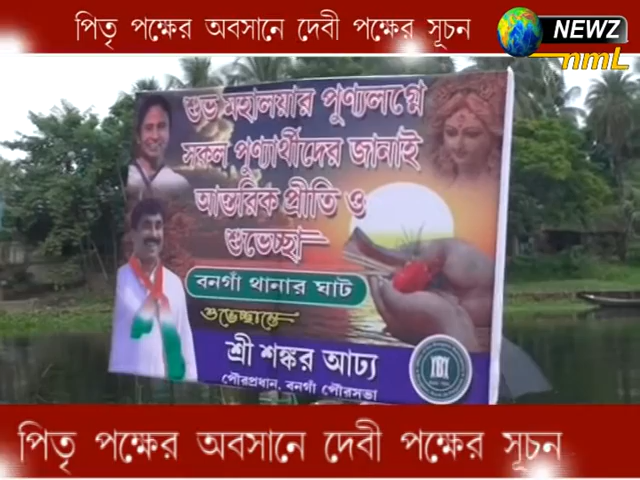 পিতৃ পক্ষের অবসানে দেবী পক্ষের সূচন
NEWZ
nmL
শুভ মহালয়ার পুণ্যলগ্নে
সকল পুণ্যার্থীদের জানাই
আন্তরিক প্রীতি ও
শুভেচ্ছা
বনগাঁ থানার ঘাট
শুভেচ্ছান্তে
শ্রী শঙ্কর আঢ্য
পৌরপ্রধান, বনগাঁ পৌরসভা
পিতৃ পক্ষের অবসানে দেবী পক্ষের সূচন